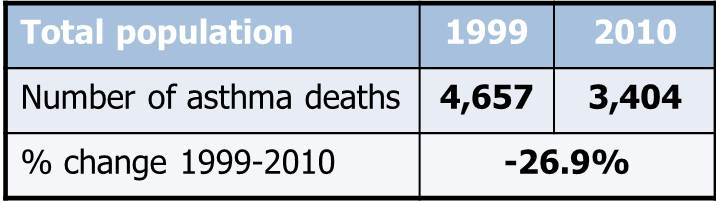 Total population 1999 2010
Number of asthma deaths 4,657 3,404
% change 1999-2010 -26.9%